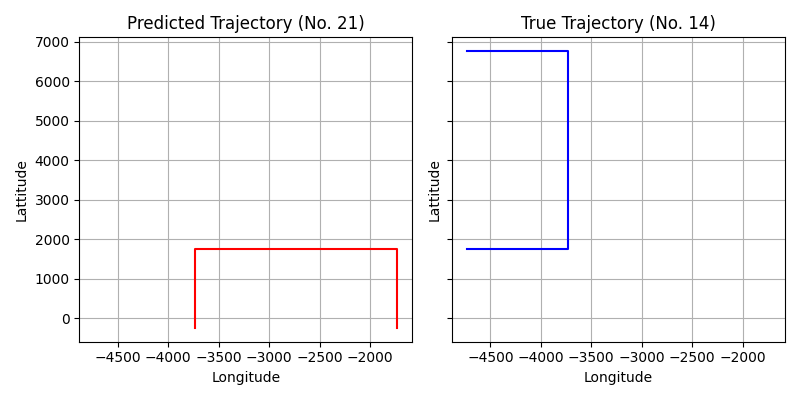 Predicted Trajectory (No. 21)
True Trajectory (No. 14)
7000
6000
5000
4000
3000
2000
1000
0
Lattitude
Lattitude
−4500 −4000 −3500 −3000 −2500 −2000
−4500 −4000 −3500 −3000 −2500 −2000
Longitude
Longitude